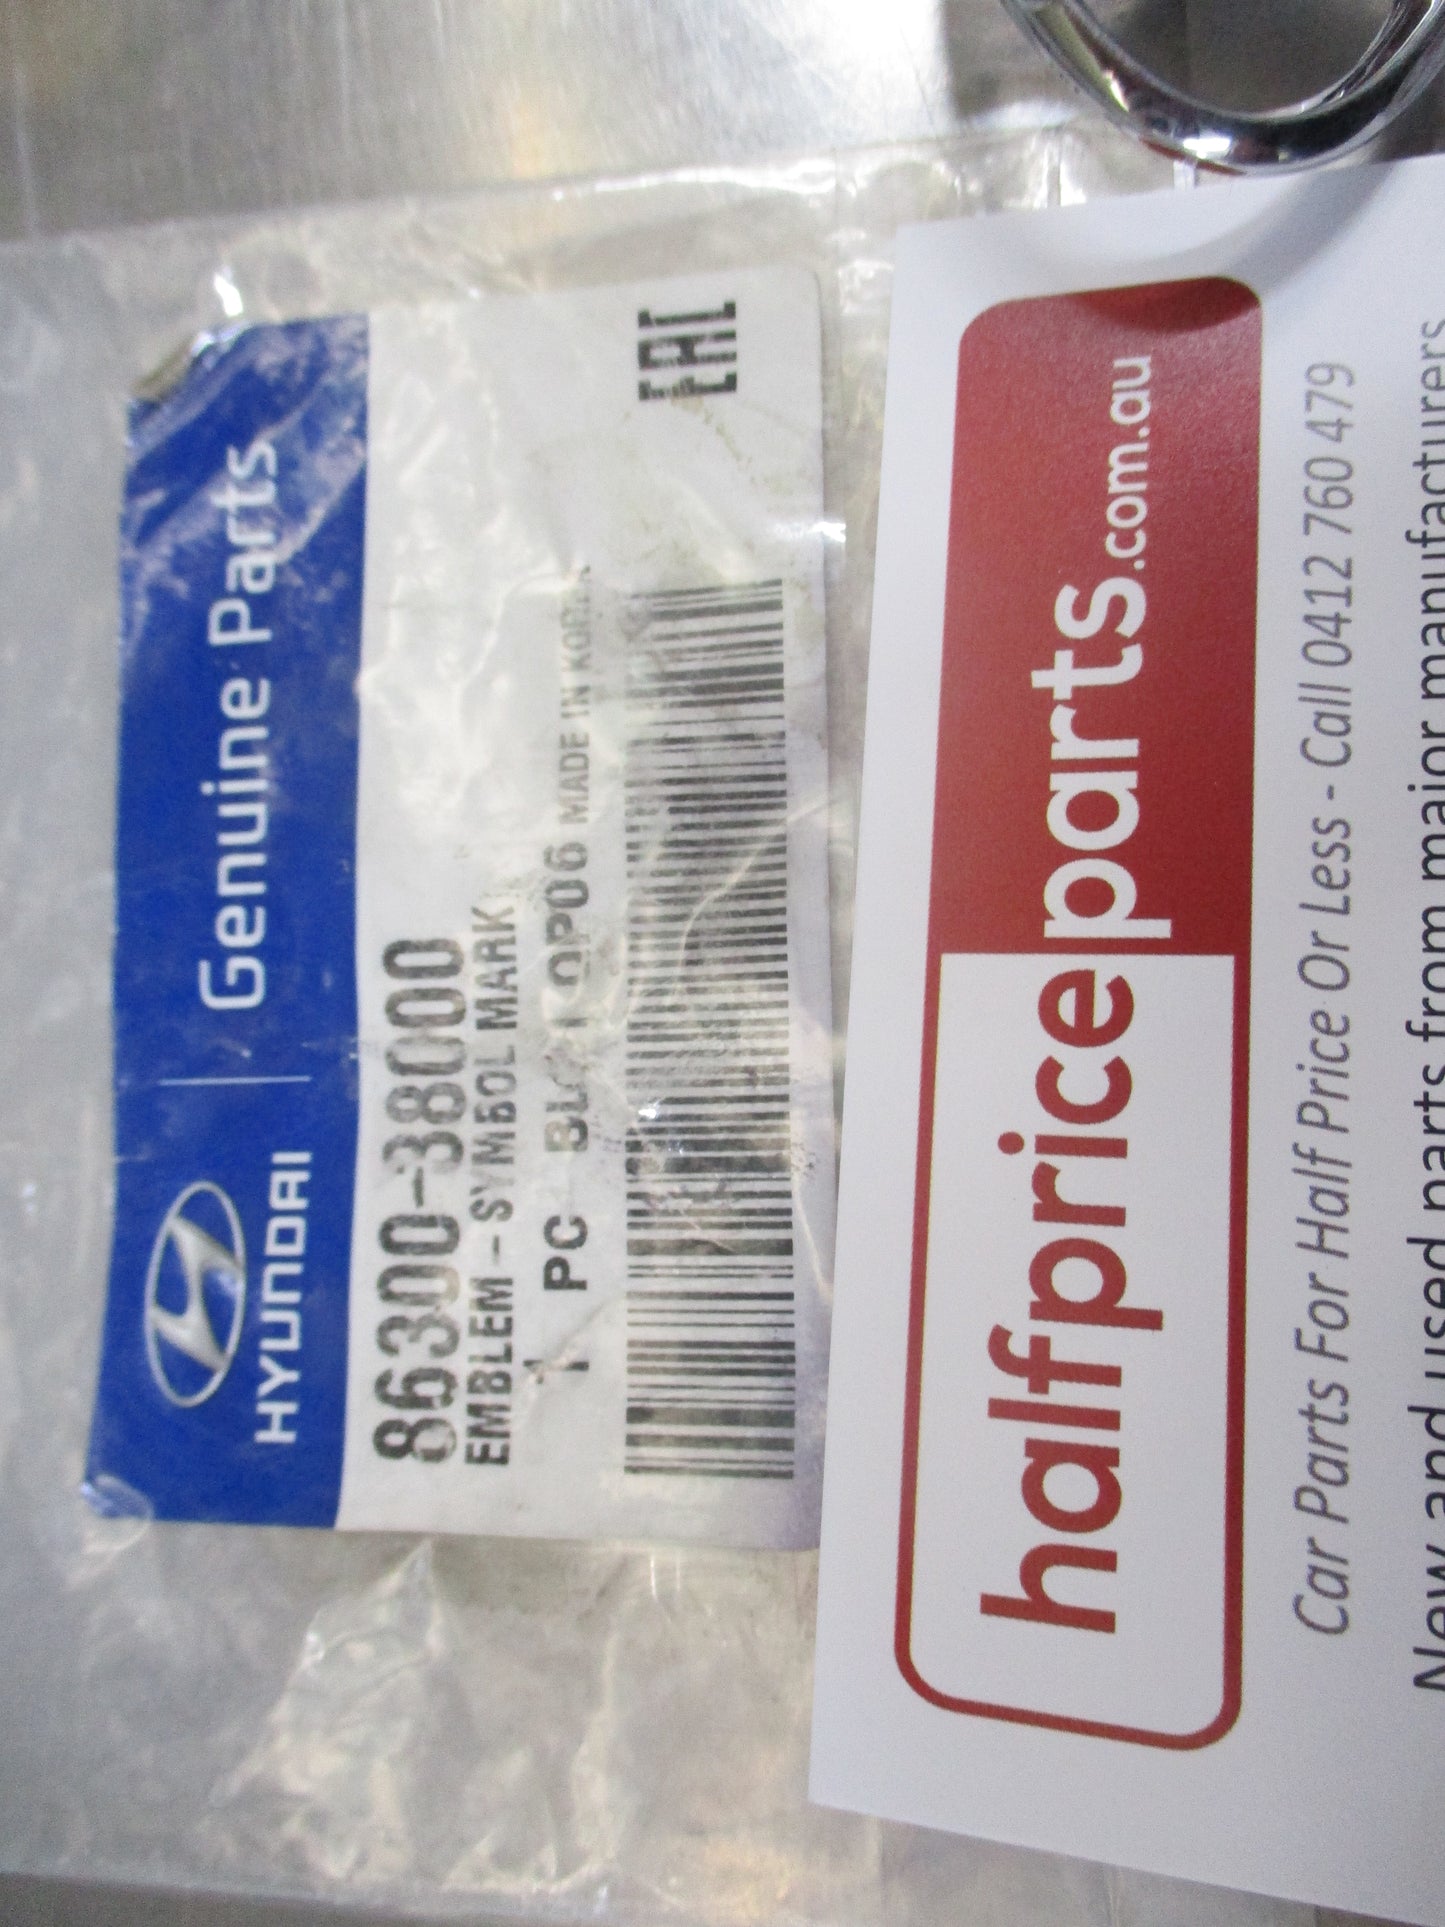 HYUNDAI
Genuine Parts
86300-38000
EMBLEM-SYMBOL MARK
1 PC MADE IN KOREA
EAC
halfpriceparts.com.au
Car Parts For Half Price Or Less - Call 0412 760 479
New and used parts from major manufacturers